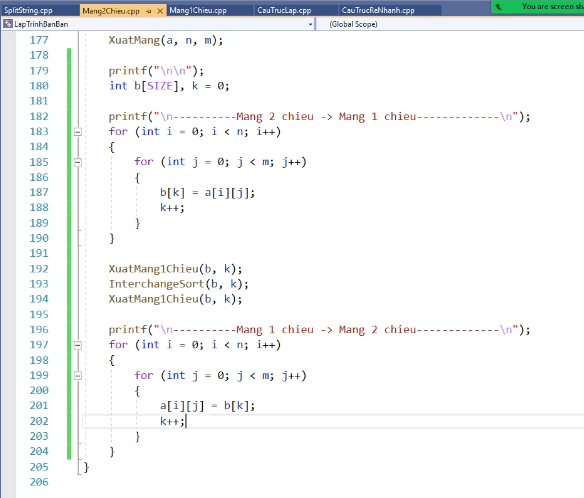 You are screen sha
SplitString.cpp Mang2Chieu.cpp Mang1Chieu.cpp CauTrucLap.cpp CauTrucReNhanh.cpp
LapTrinhBanBan (Global Scope)
177 XuatMang(a, n, m);
178
179 printf("\n\n");
180 int b[SIZE], k = 0;
181
182 printf("\n----------Mang 2 chieu -> Mang 1 chieu-------------\n");
183 for (int i = 0; i < n; i++)
184 {
185 for (int j = 0; j < m; j++)
186 {
187 b[k] = a[i][j];
188 k++;
189 }
190 }
191
192 XuatMang1Chieu(b, k);
193 InterchangeSort(b, k);
194 XuatMang1Chieu(b, k);
195
196 printf("\n----------Mang 1 chieu -> Mang 2 chieu-------------\n");
197 for (int i = 0; i < n; i++)
198 {
199 for (int j = 0; j < m; j++)
200 {
201 a[i][j] = b[k];
202 k++;
203 }
204 }
205 }
206